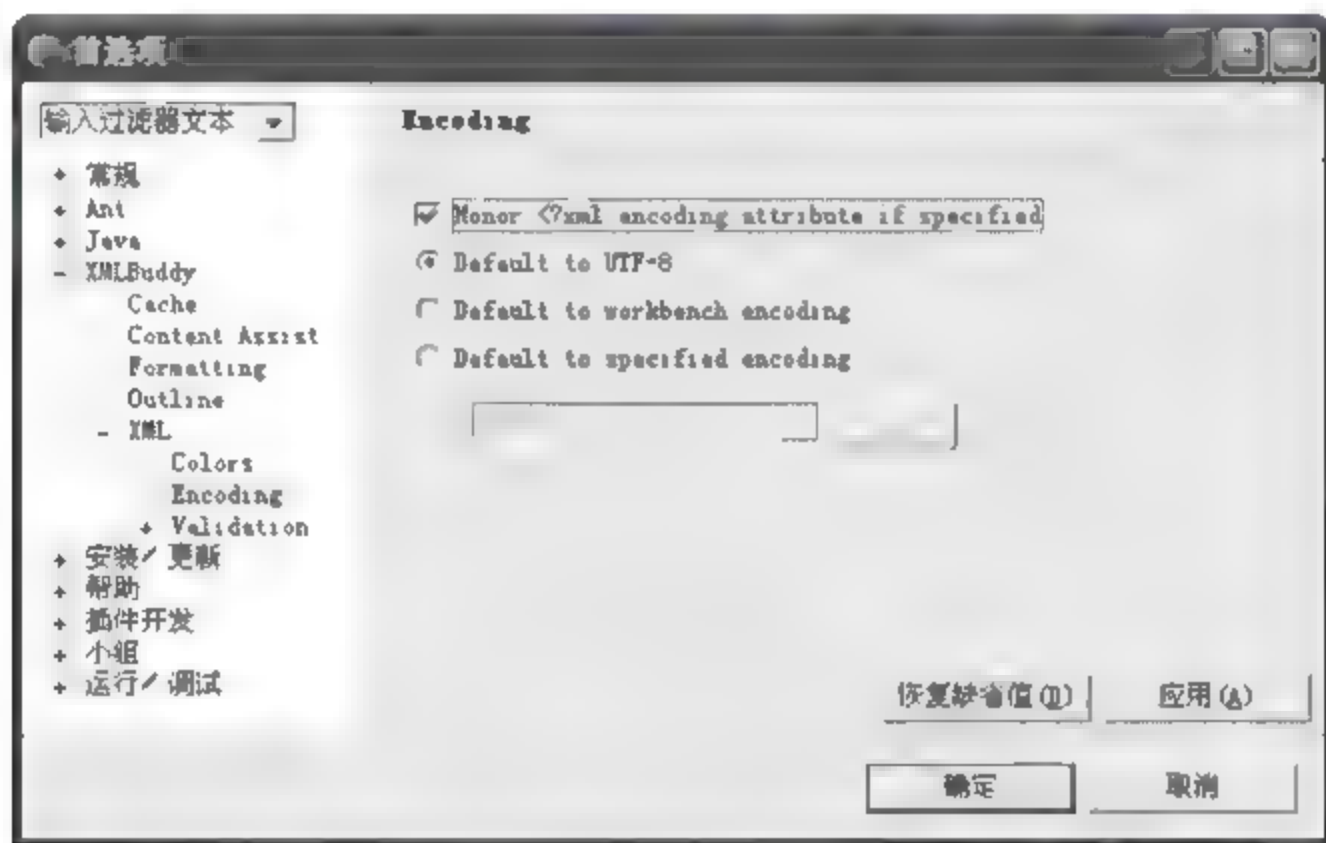 首选项
输入过滤器文本
常规
Ant
Java
XMLBuddy
Cache
Content Assist
Formatting
Outline
XML
Colors
Encoding
Validation
安装/更新
帮助
插件开发
小组
运行/调试
Encoding
Honor <?xml encoding attribute if specified
Default to UTF-8
Default to workbench encoding
Default to specified encoding
恢复缺省值(D)
应用(A)
确定
取消